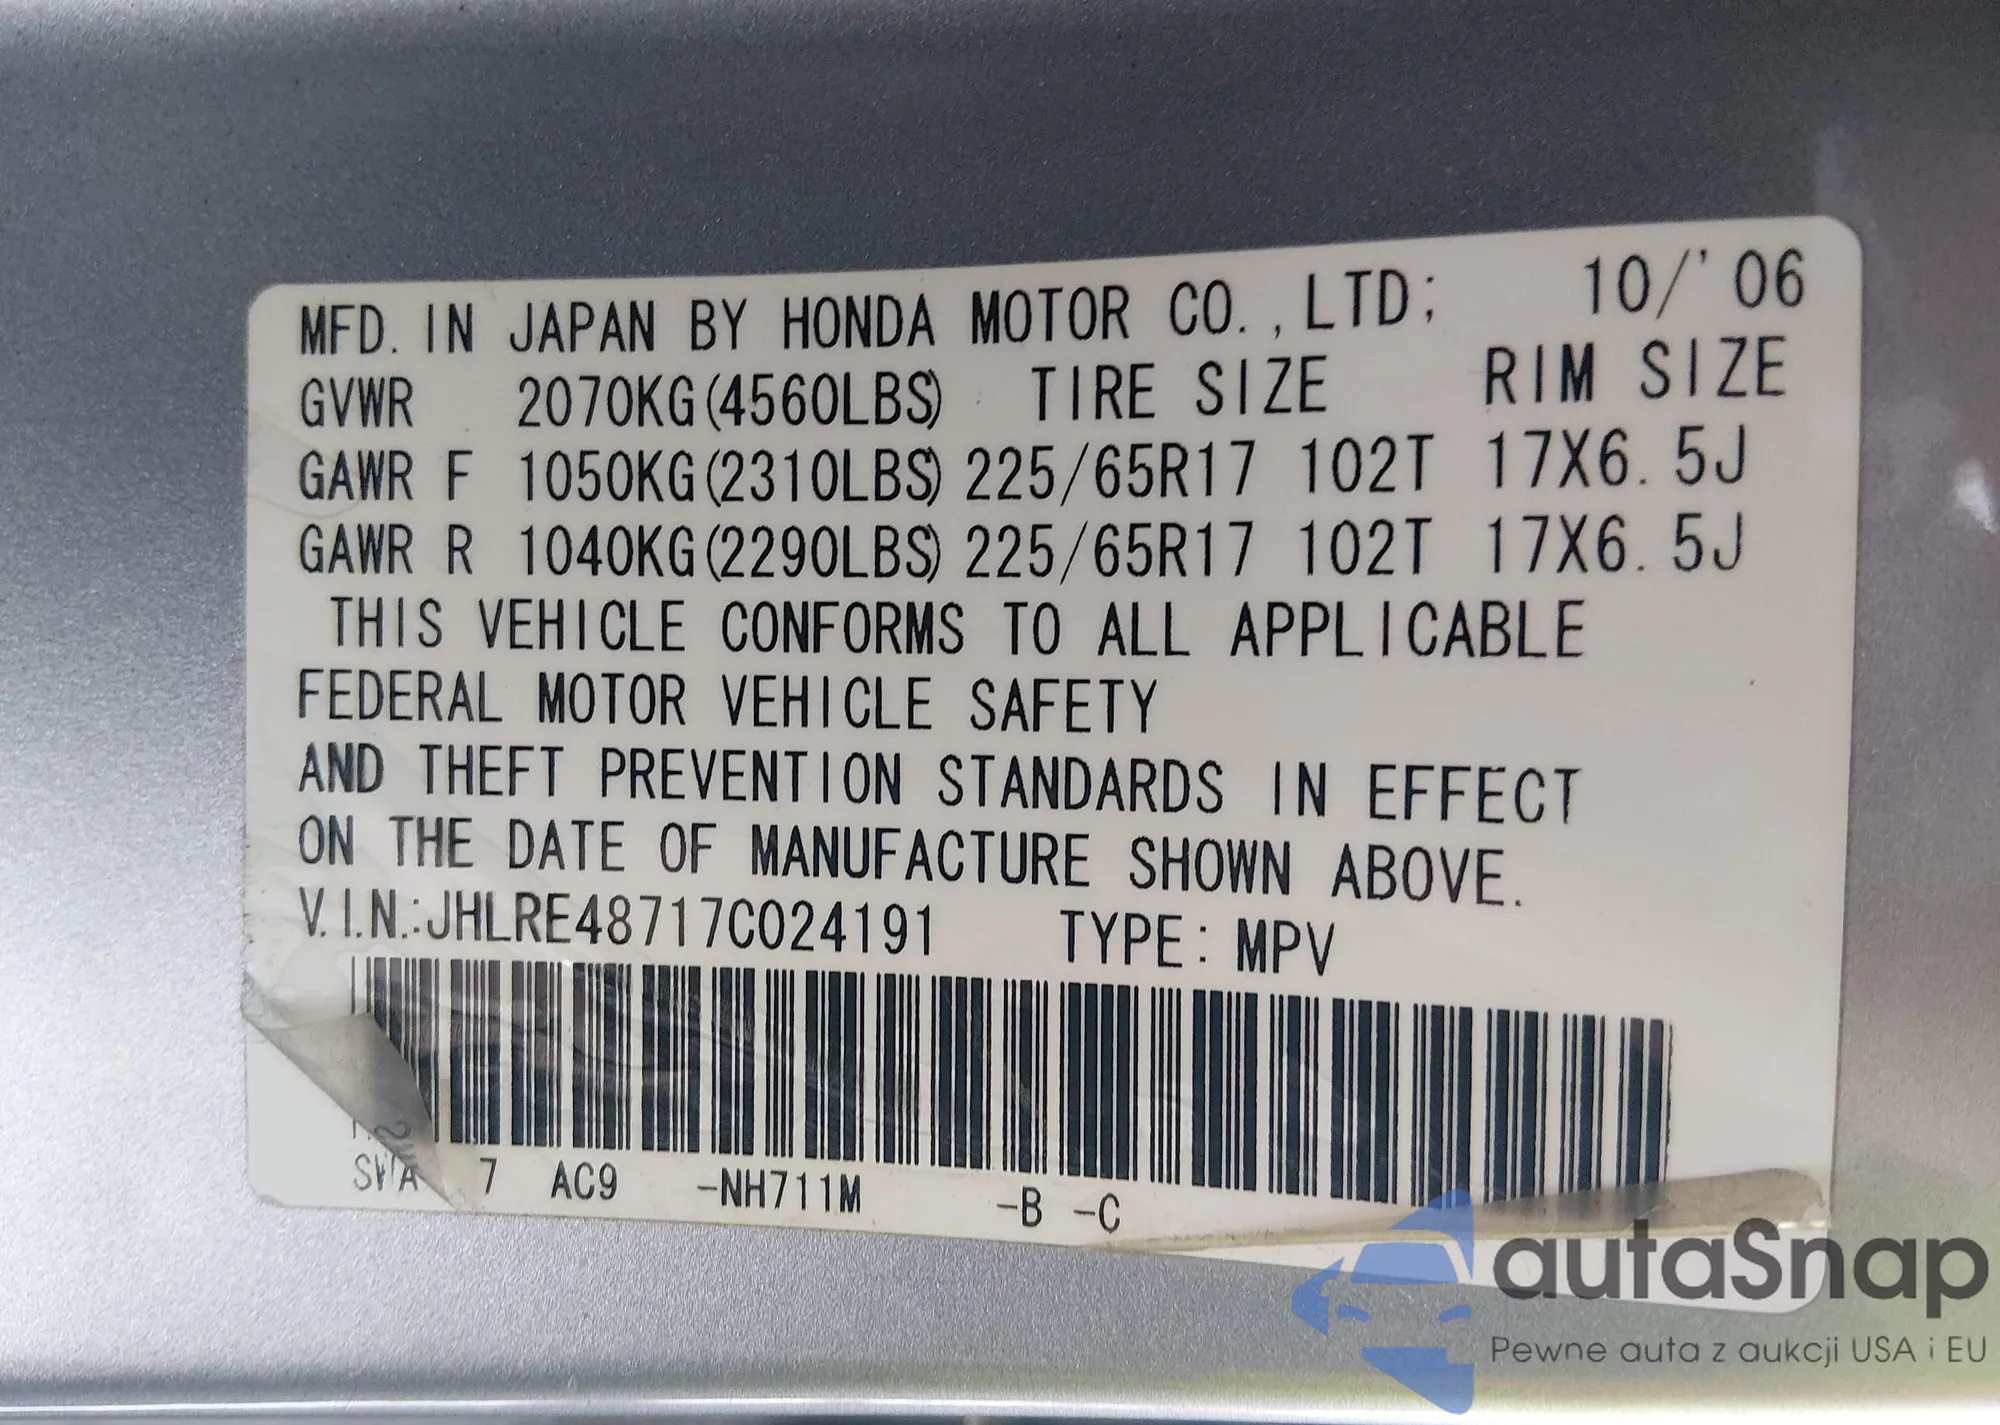 MFD. IN JAPAN BY HONDA MOTOR CO.,LTD; 10/'06
GVWR 2070KG(4560LBS) TIRE SIZE RIM SIZE
GAWR F 1050KG(2310LBS) 225/65R17 102T 17X6.5J
GAWR R 1040KG(2290LBS) 225/65R17 102T 17X6.5J
THIS VEHICLE CONFORMS TO ALL APPLICABLE
FEDERAL MOTOR VEHICLE SAFETY
AND THEFT PREVENTION STANDARDS IN EFFECT
ON THE DATE OF MANUFACTURE SHOWN ABOVE.
V.I.N.:JHLRE48717C024191 TYPE: MPV
7 AC9 -NH711M -B -C
autaSnap
Pewne auta z aukcji USA i EU